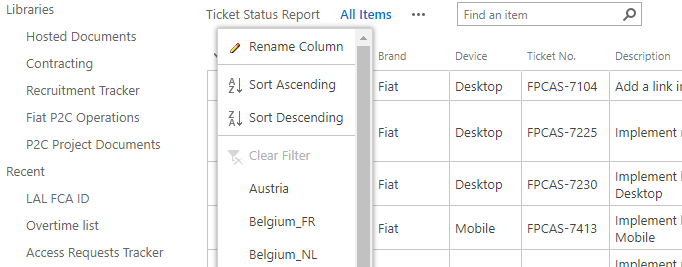 Libraries
Hosted Documents
Contracting
Recruitment Tracker
Fiat P2C Operations
P2C Project Documents
Recent
LAL FCA ID
Overtime list
Access Requests Tracker
Ticket Status Report All Items ••• Find an item
Rename Column
Sort Ascending
Sort Descending
Clear Filter
Austria
Belgium_FR
Belgium_NL
Brand Device Ticket No. Description
Fiat Desktop FPCAS-7104 Add a link
Fiat Desktop FPCAS-7225 Implement
Fiat Desktop FPCAS-7230 Implement
Desktop
Fiat Mobile FPCAS-7413 Implement
Mobile